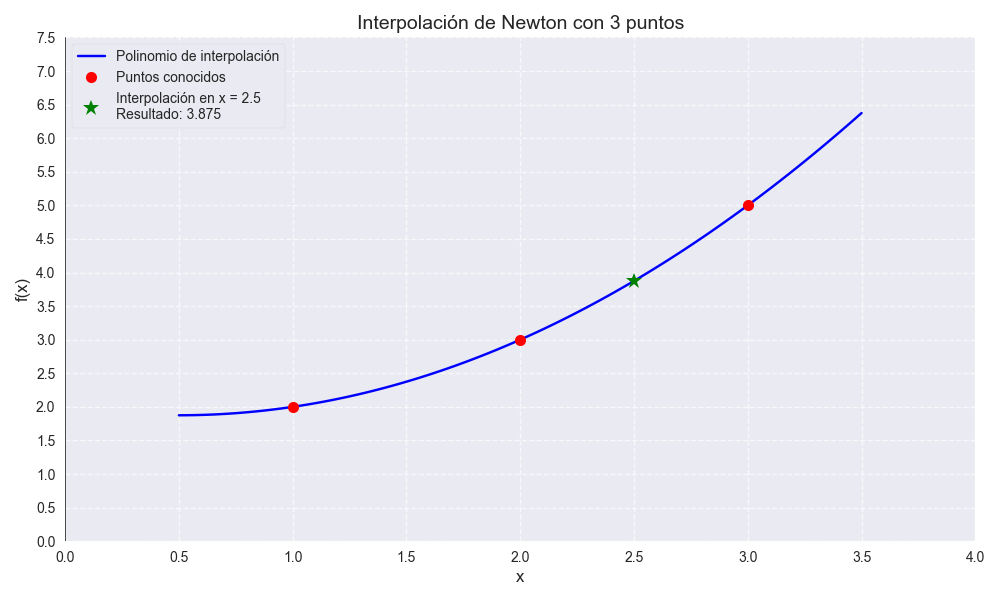 Interpolación de Newton con 3 puntos
Polinomio de interpolación
Puntos conocidos
Interpolación en x = 2.5
Resultado: 3.875
7.5
7.0
6.5
6.0
5.5
5.0
4.5
4.0
3.5
3.0
2.5
2.0
1.5
1.0
0.5
0.0
f(x)
0.0 0.5 1.0 1.5 2.0 2.5 3.0 3.5 4.0
x